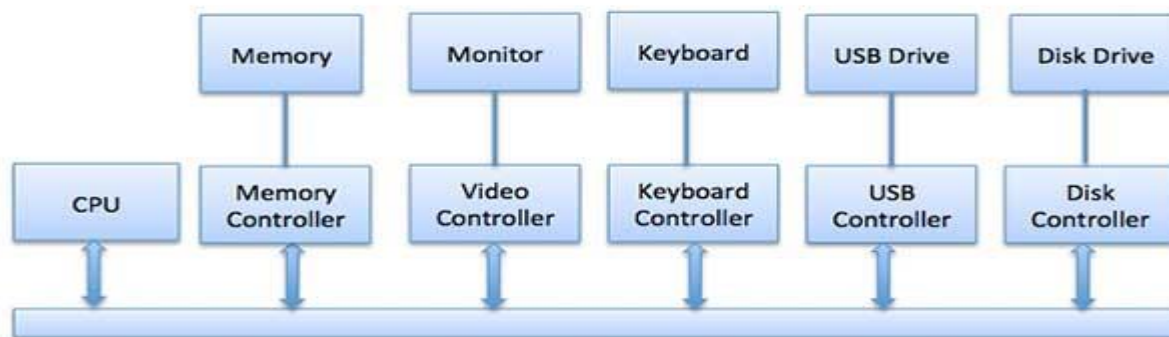 Memory
Monitor
Keyboard
USB Drive
Disk Drive
CPU
Memory
Controller
Video
Controller
Keyboard
Controller
USB
Controller
Disk
Controller